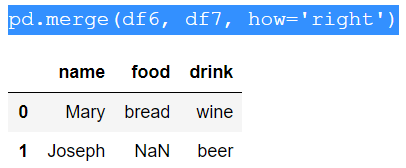 pd.merge(df6, df7, how='right')
name food drink
0 Mary bread wine
1 Joseph NaN beer